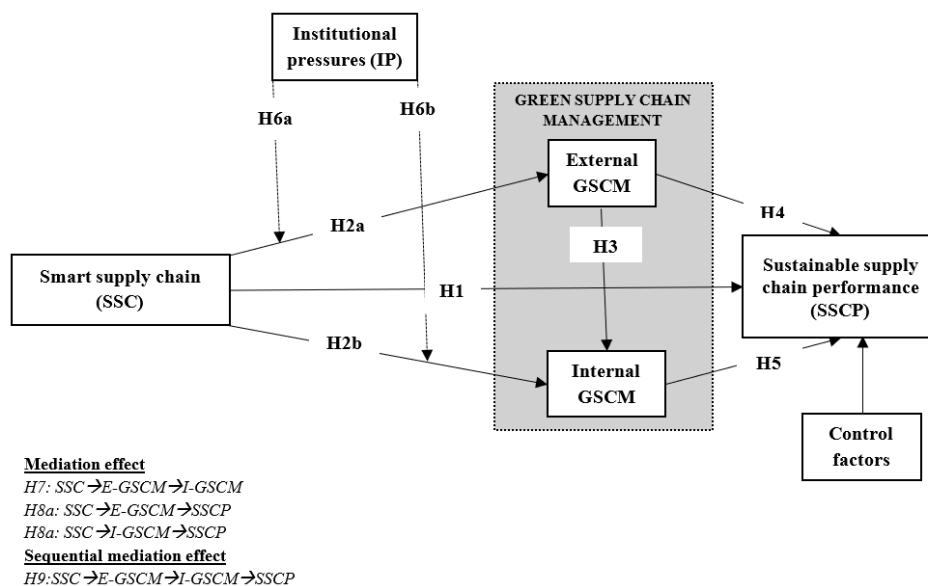 Institutional
pressures (IP)
H6a
H6b
GREEN SUPPLY CHAIN
MANAGEMENT
External
GSCM
H2a
H4
H3
Smart supply chain
(SSC)
H1
Sustainable supply
chain performance
(SSCP)
H2b
Internal
GSCM
H5
Control
factors
Mediation effect
H7: SSC→E-GSCM→I-GSCM
H8a: SSC→E-GSCM→SSCP
H8a: SSC→I-GSCM→SSCP
Sequential mediation effect
H9:SSC→E-GSCM→I-GSCM→SSCP